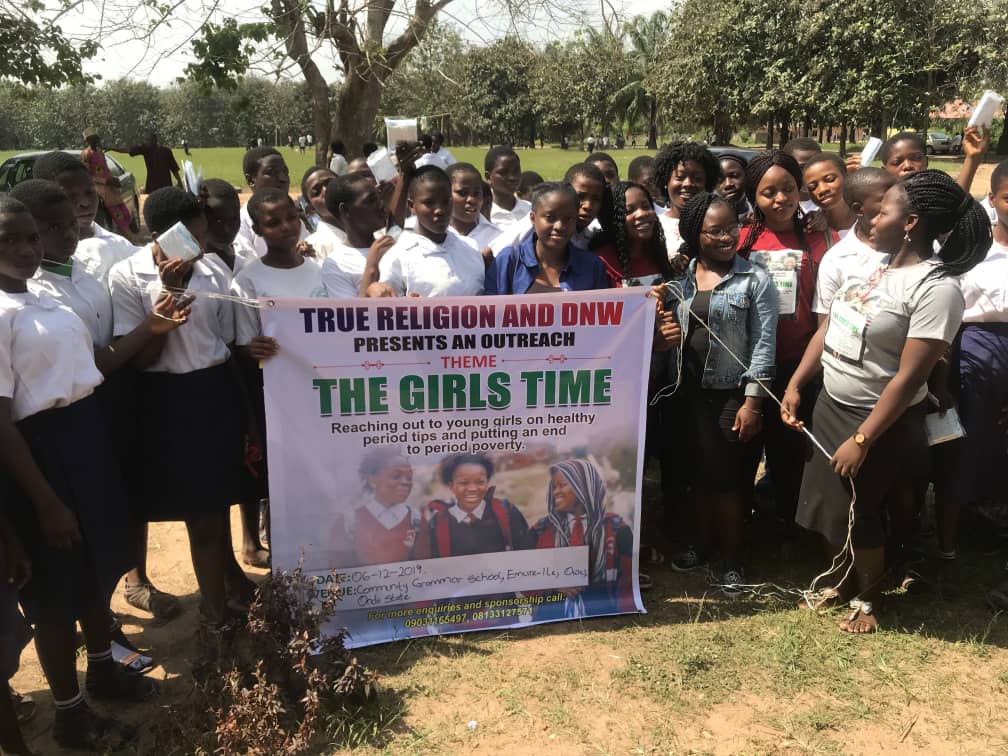 TRUE RELIGION AND DNW
PRESENTS AN OUTREACH
THEME
THE GIRLS TIME
Reaching out to young girls on healthy
period tips and putting an end
to period poverty.
DATE: 06-12-2019.
VENUE: Community Grammar School, Emure-Ile, Owo,
Ondo State
For more enquiries and sponsorship call:
09031165497, 08133127571